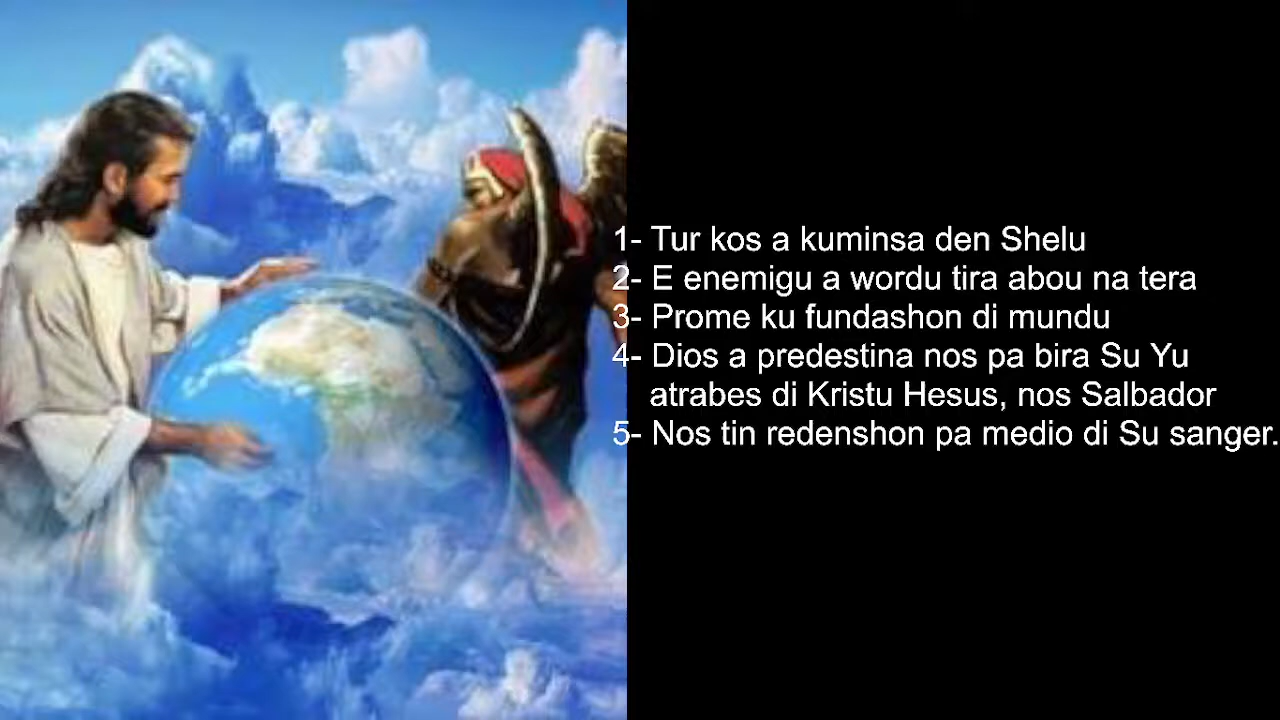 1- Tur kos a kuminsa den Shelu
2- E enemigu a wordu tira abou na tera
3- Prome ku fundashon di mundu
4- Dios a predestina nos pa bira Su Yu
atrabes di Kristu Hesus, nos Salbador
5- Nos tin redenshon pa medio di Su sanger.